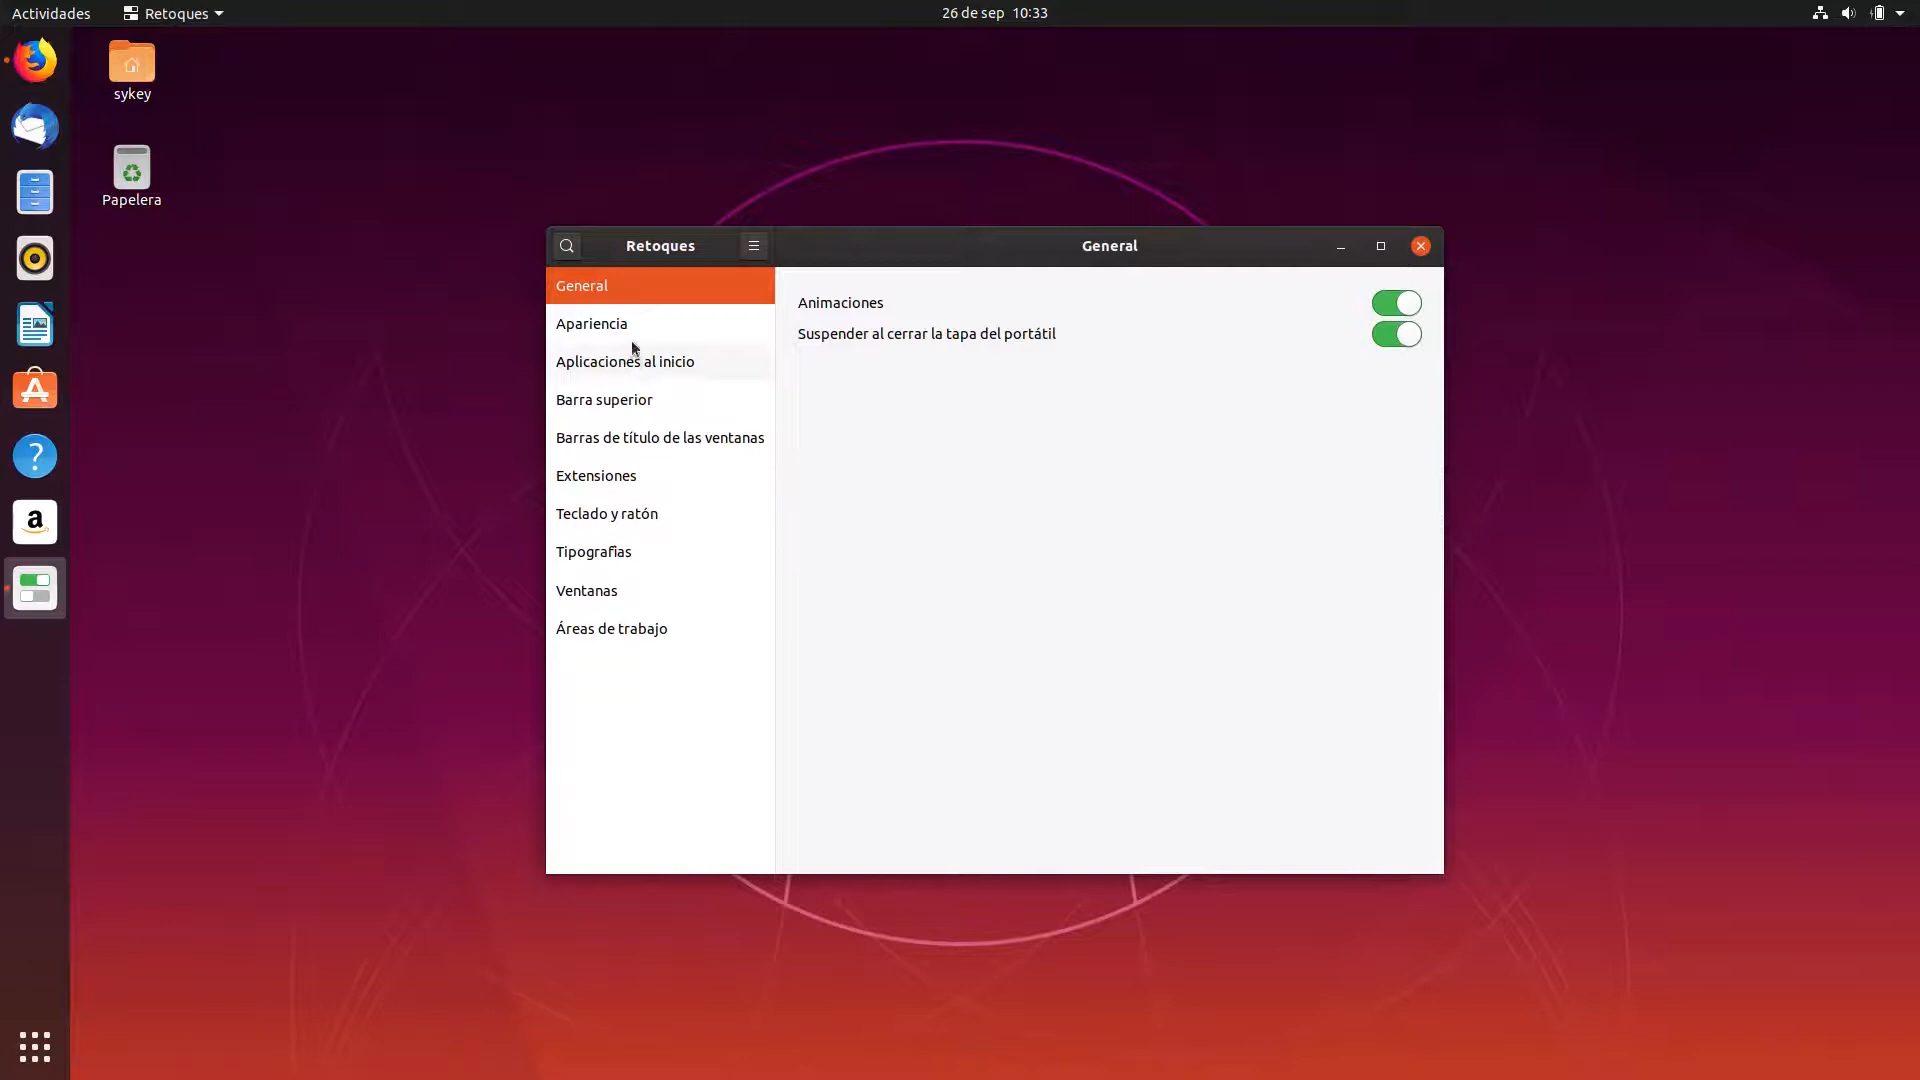 Actividades
Retoques
26 de sep 10:33
sykey
Papelera
Retoques
General
General
Apariencia
Aplicaciones al inicio
Barra superior
Barras de título de las ventanas
Extensiones
Teclado y ratón
Tipografías
Ventanas
Áreas de trabajo
Animaciones
Suspender al cerrar la tapa del portátil
?
a